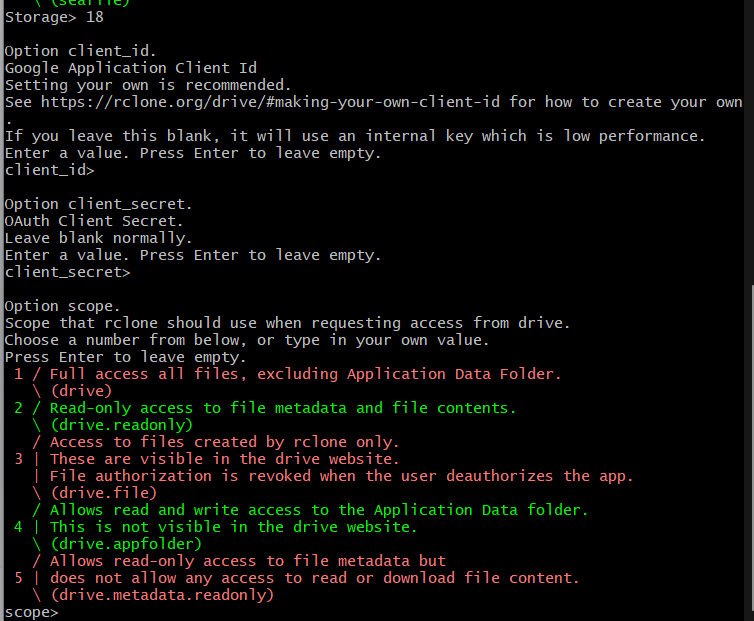 \ (seafile)
Storage> 18
Option client_id.
Google Application Client Id
Setting your own is recommended.
See https://rclone.org/drive/#making-your-own-client-id for how to create your own
.
If you leave this blank, it will use an internal key which is low performance.
Enter a value. Press Enter to leave empty.
client_id>
Option client_secret.
OAuth Client Secret.
Leave blank normally.
Enter a value. Press Enter to leave empty.
client_secret>
Option scope.
Scope that rclone should use when requesting access from drive.
Choose a number from below, or type in your own value.
Press Enter to leave empty.
1 / Full access all files, excluding Application Data Folder.
\ (drive)
2 / Read-only access to file metadata and file contents.
\ (drive.readonly)
/ Access to files created by rclone only.
3 | These are visible in the drive website.
| File authorization is revoked when the user deauthorizes the app.
\ (drive.file)
/ Allows read and write access to the Application Data folder.
4 | This is not visible in the drive website.
\ (drive.appfolder)
/ Allows read-only access to file metadata but
5 | does not allow any access to read or download file content.
\ (drive.metadata.readonly)
scope>